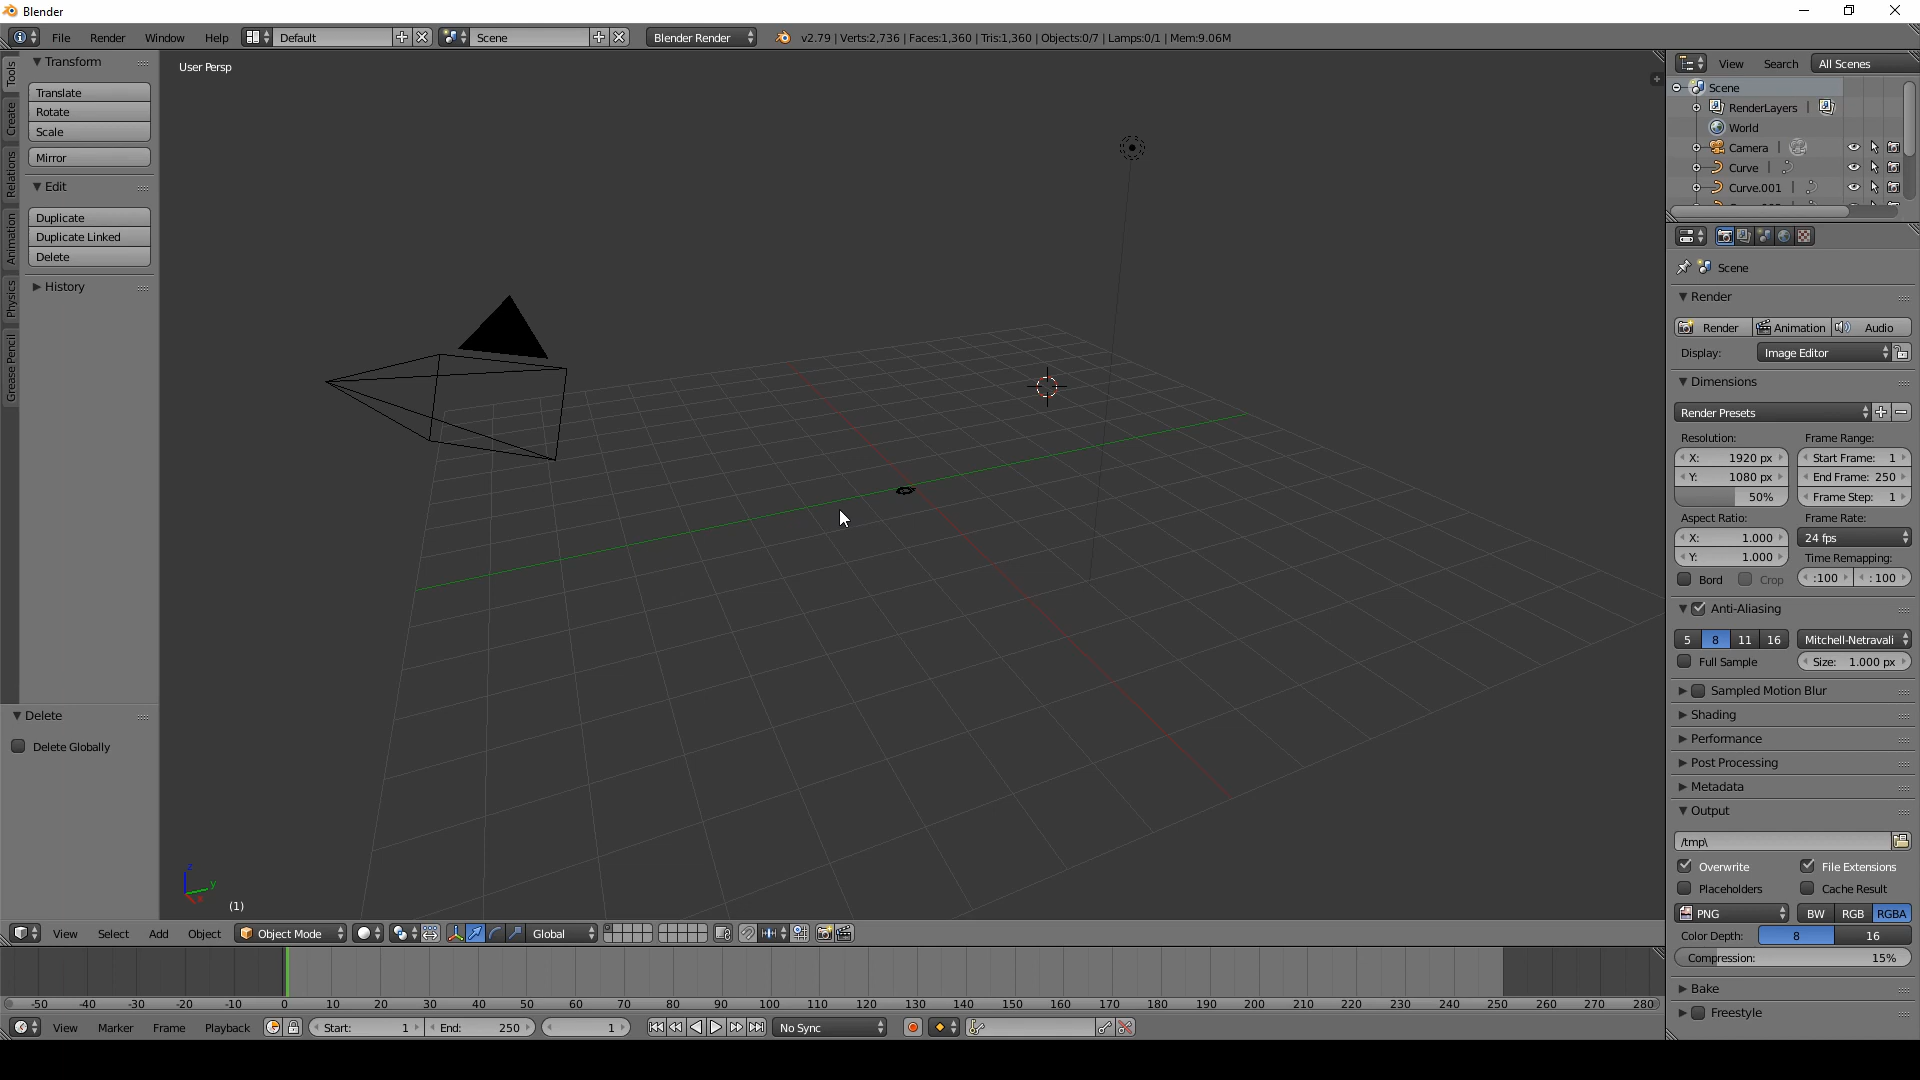 Blender
File Render Window Help Default Scene Blender Render v2.79 | Verts:2,736 | Faces:1,360 | Tris:1,360 | Objects:0/7 | Lamps:0/1 | Mem:9.06M
Tools
Create
Relations
Animation
Physics
Grease Pencil
Transform
Translate
Rotate
Scale
Mirror
Edit
Duplicate
Duplicate Linked
Delete
History
Delete
Delete Globally
User Persp
z
y
(1)
View Select Add Object Object Mode Global
-50 -40 -30 -20 -10 0 10 20 30 40 50 60 70 80 90 100 110 120 130 140 150 160 170 180 190 200 210 220 230 240 250 260 270 280
View Marker Frame Playback Start: 1 End: 250 1 No Sync
View Search All Scenes
Scene
RenderLayers |
World
Camera |
Curve |
Curve.001 |
Scene
Render
Render Animation Audio
Display: Image Editor
Dimensions
Render Presets
Resolution: Frame Range:
X: 1920 px Start Frame: 1
Y: 1080 px End Frame: 250
50% Frame Step: 1
Aspect Ratio: Frame Rate:
X: 1.000 24 fps
Y: 1.000 Time Remapping:
Bord Crop :100 : 100
Anti-Aliasing
5 8 11 16 Mitchell-Netravali
Full Sample Size: 1.000 px
Sampled Motion Blur
Shading
Performance
Post Processing
Metadata
Output
/tmp\
Overwrite File Extensions
Placeholders Cache Result
PNG BW RGB RGBA
Color Depth: 8 16
Compression: 15%
Bake
Freestyle